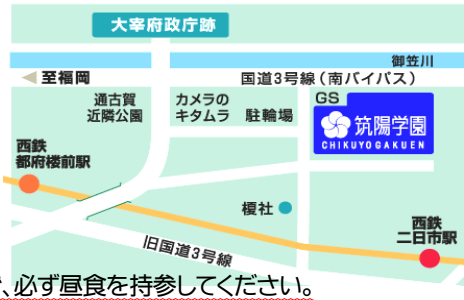 大宰府政庁跡
御笠川
至福岡
国道3号線(南バイパス)
通古賀
近隣公園
カメラの
キタムラ
駐輪場
GS
筑陽学園
CHIKUYO GAKUEN
西鉄
都府楼前駅
榎社
西鉄
二日市駅
旧国道3号線
、必ず昼食を持参してください。